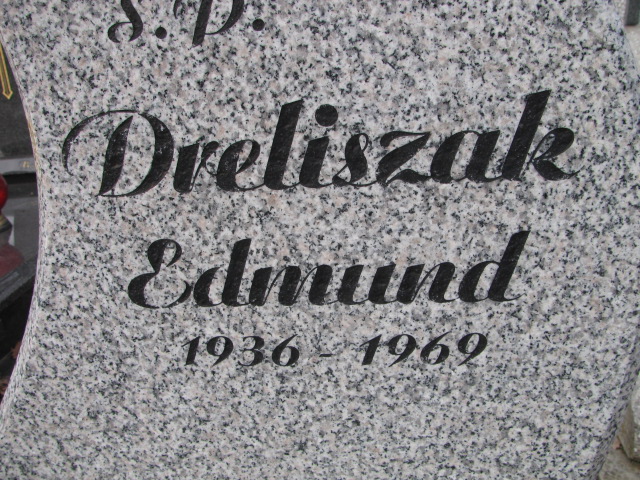 ś.p.
Dreliszak
Edmund
1936 - 1969